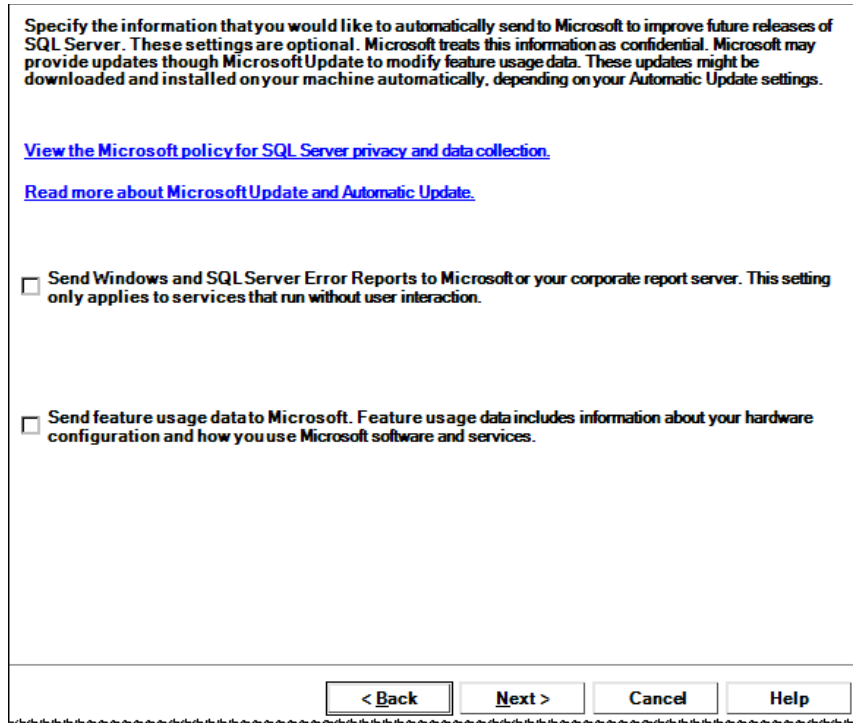 Specify the information that you would like to automatically send to Microsoft to improve future releases of
SQL Server. These settings are optional. Microsoft treats this information as confidential. Microsoft may
provide updates though Microsoft Update to modify feature usage data. These updates might be
downloaded and installed on your machine automatically, depending on your Automatic Update settings.
View the Microsoft policy for SQL Server privacy and data collection.
Read more about Microsoft Update and Automatic Update.
Send Windows and SQL Server Error Reports to Microsoft or your corporate report server. This setting
only applies to services that run without user interaction.
Send feature usage data to Microsoft. Feature usage data includes information about your hardware
configuration and how you use Microsoft software and services.
< Back Next > Cancel Help